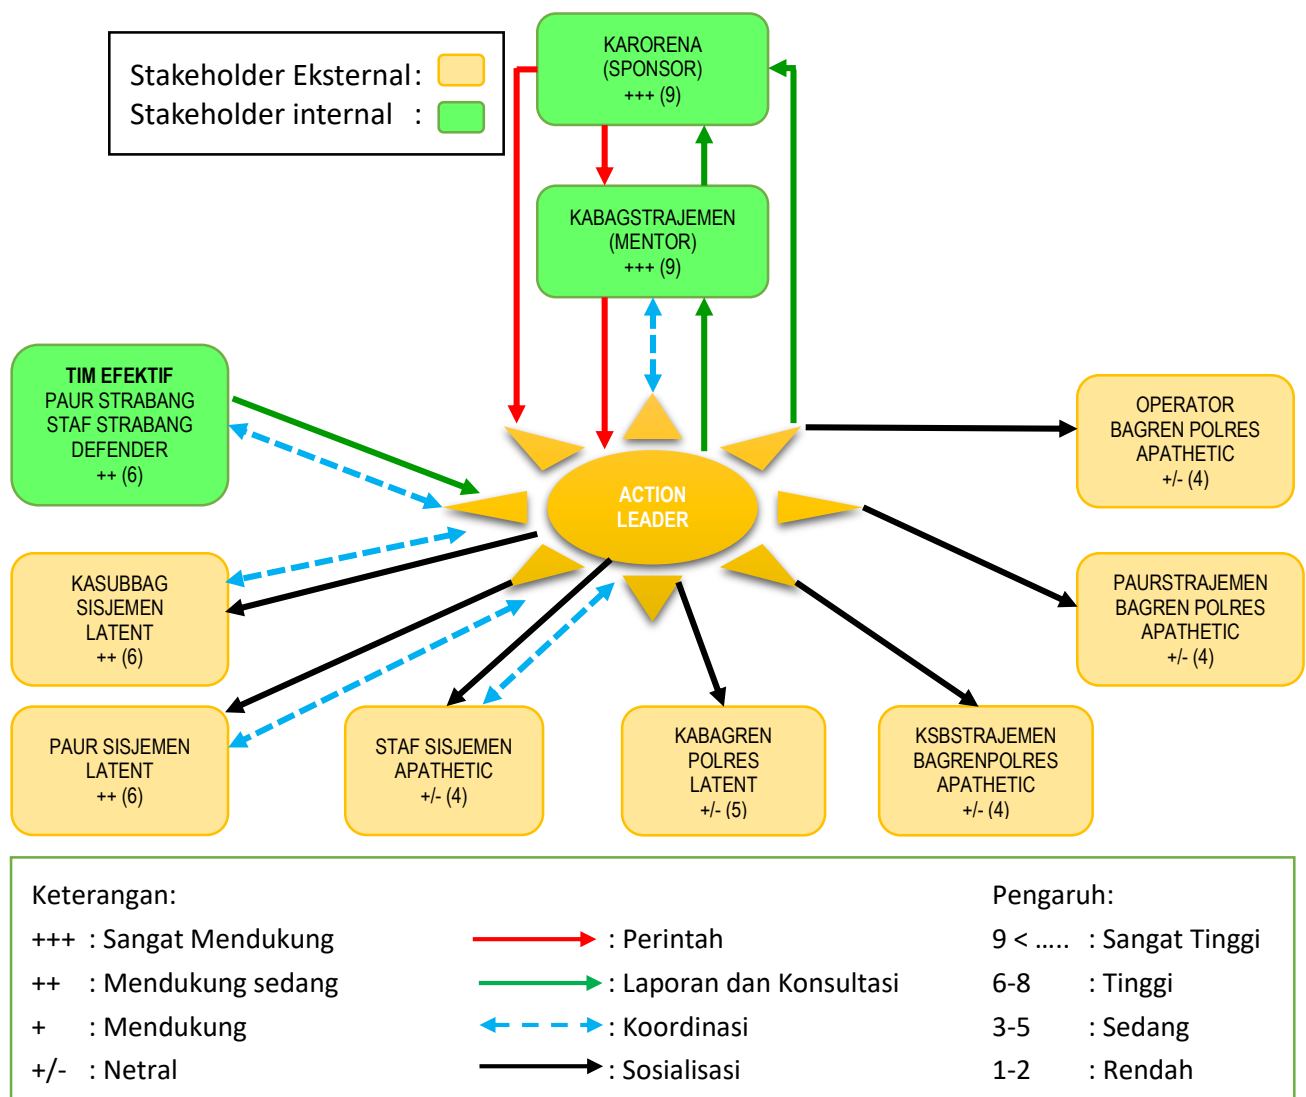 Stakeholder Eksternal :
Stakeholder internal :
KARORENA
(SPONSOR)
+++ (9)
KABAGSTRAJEMEN
(MENTOR)
+++ (9)
TIM EFEKTIF
PAUR STRABANG
STAF STRABANG
DEFENDER
++ (6)
OPERATOR
BAGREN POLRES
APATHETIC
+/- (4)
ACTION
LEADER
KASUBBAG
SISJEMEN
LATENT
++ (6)
PAURSTRAJEMEN
BAGREN POLRES
APATHETIC
+/- (4)
PAUR SISJEMEN
LATENT
++ (6)
STAF SISJEMEN
APATHETIC
+/- (4)
KABAGREN
POLRES
LATENT
+/- (5)
KSBSTRAJEMEN
BAGRENPOLRES
APATHETIC
+/- (4)
Keterangan:
+++ : Sangat Mendukung
++ : Mendukung sedang
+ : Mendukung
+/- : Netral
: Perintah
: Laporan dan Konsultasi
: Koordinasi
: Sosialisasi
Pengaruh:
9 < ..... : Sangat Tinggi
6-8 : Tinggi
3-5 : Sedang
1-2 : Rendah